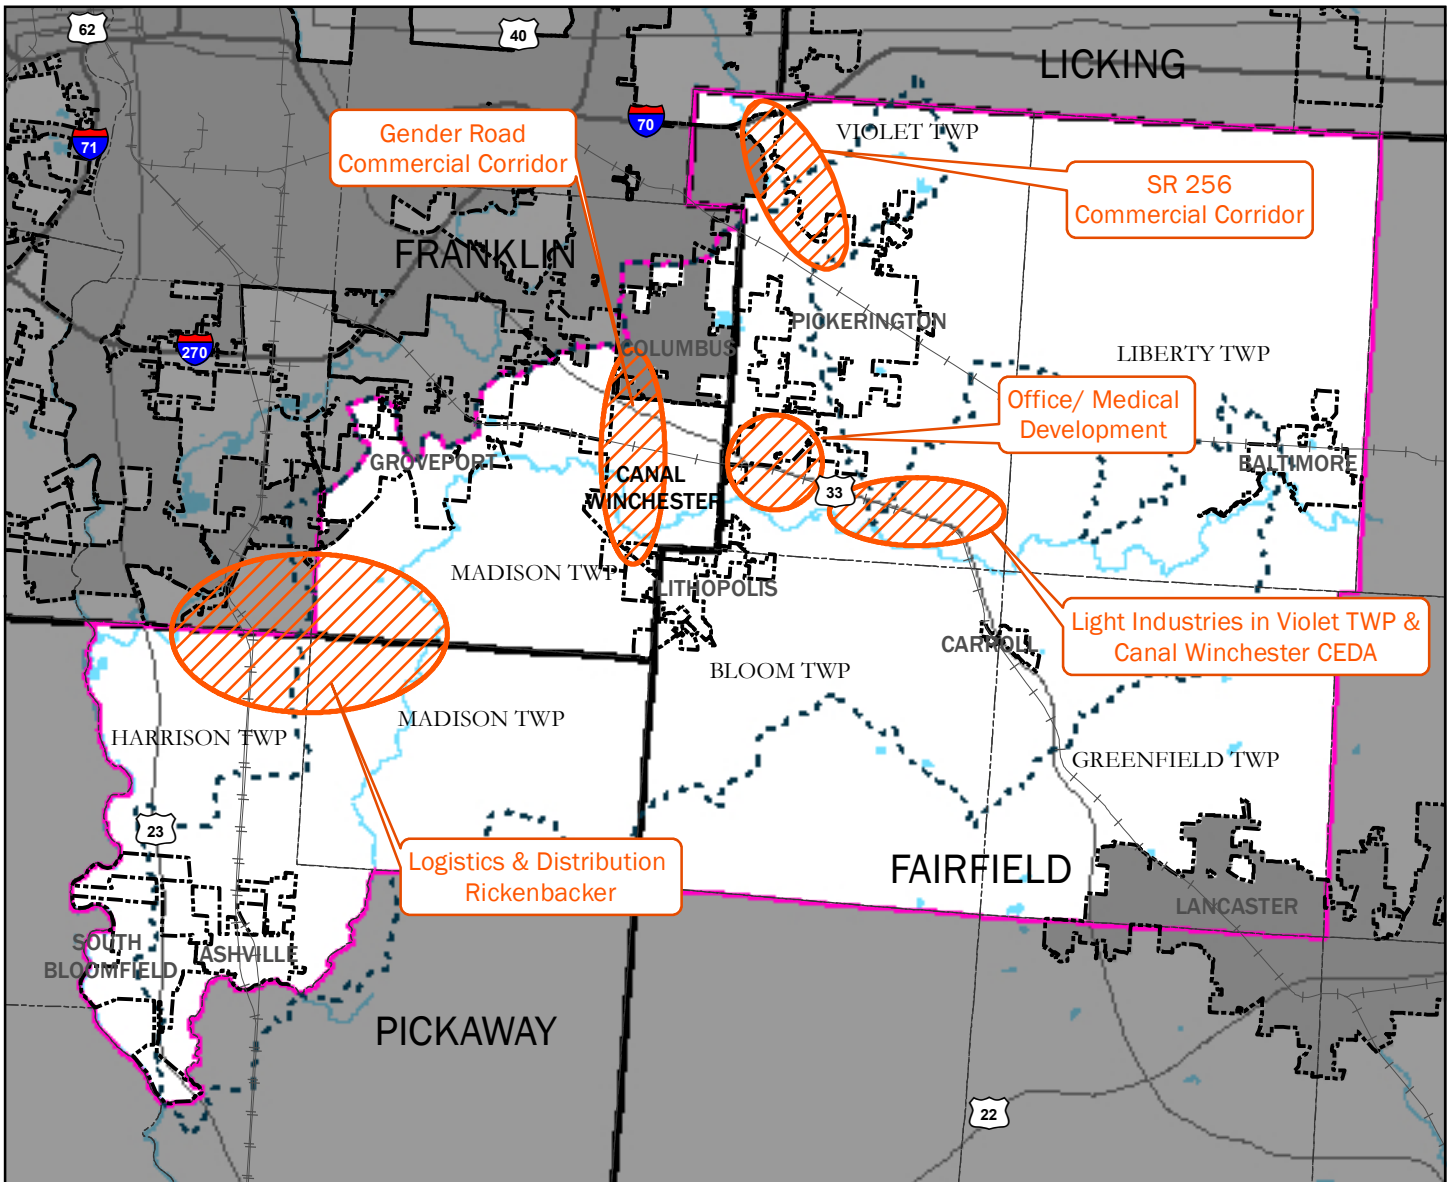 62
40
LICKING
70
71
Gender Road
Commercial Corridor
VIOLET TWP
SR 256
Commercial Corridor
FRANKLIN
PICKERINGTON
270
COLUMBUS
LIBERTY TWP
Office/ Medical
Development
GROVEPORT
CANAL
WINCHESTER
BALTIMORE
33
MADISON TWP
LITHOPOLIS
Light Industries in Violet TWP &
Canal Winchester CEDA
CARROLL
BLOOM TWP
MADISON TWP
HARRISON TWP
GREENFIELD TWP
23
Logistics & Distribution
Rickenbacker
FAIRFIELD
LANCASTER
SOUTH
BLOOMFIELD
ASHVILLE
PICKAWAY
22